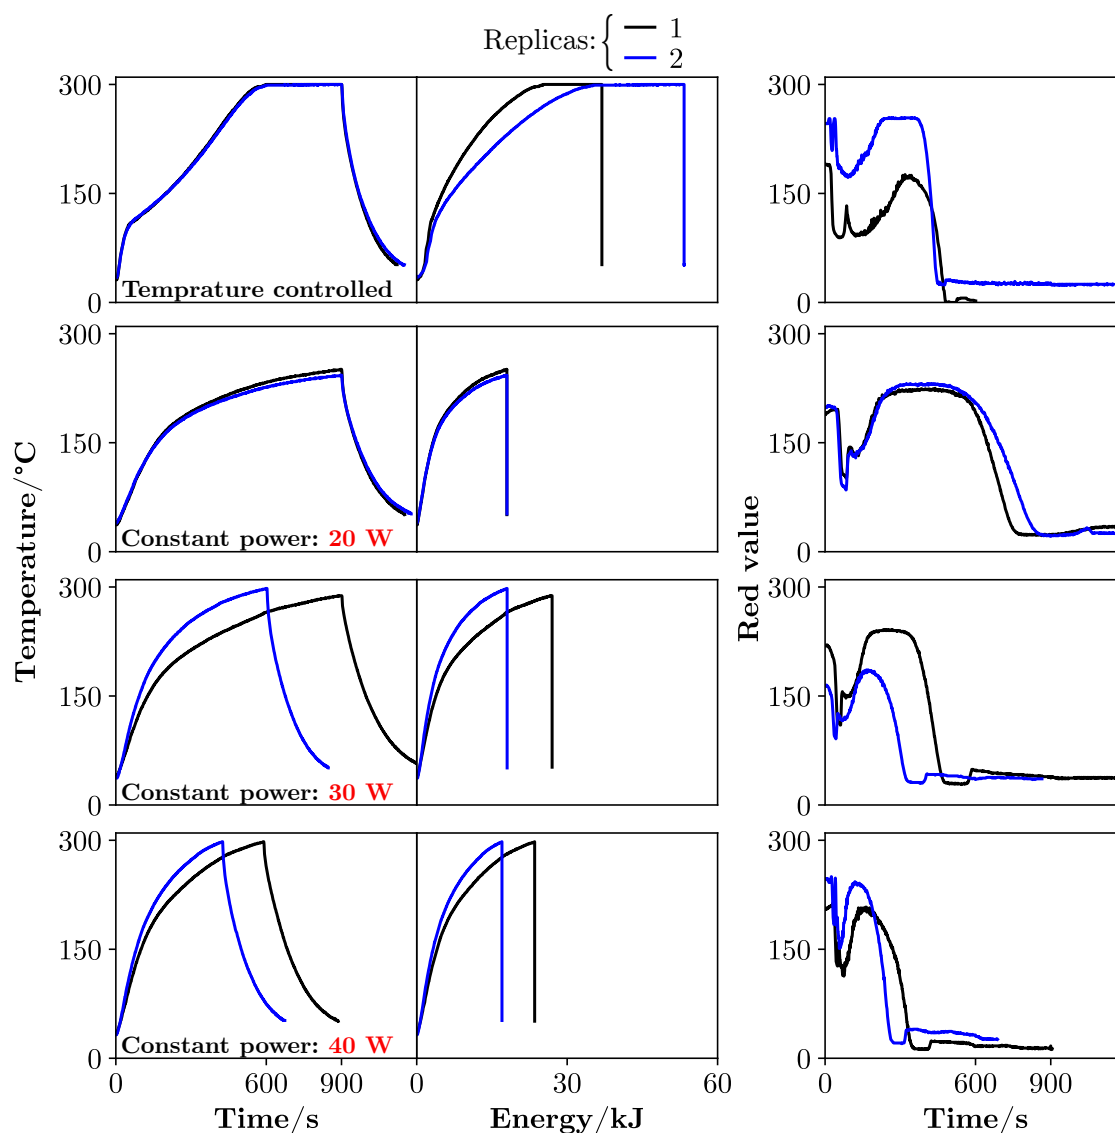 Replicas: { 1
2
300
150
0
Temprature controlled
300
150
0
300
150
0
Constant power: 20 W
300
150
0
Temperature/°C
Red value
300
150
0
Constant power: 30 W
300
150
0
300
150
0
Constant power: 40 W
300
150
0
0 600 900 0 30 60 0 600 900
Time/s Energy/kJ Time/s